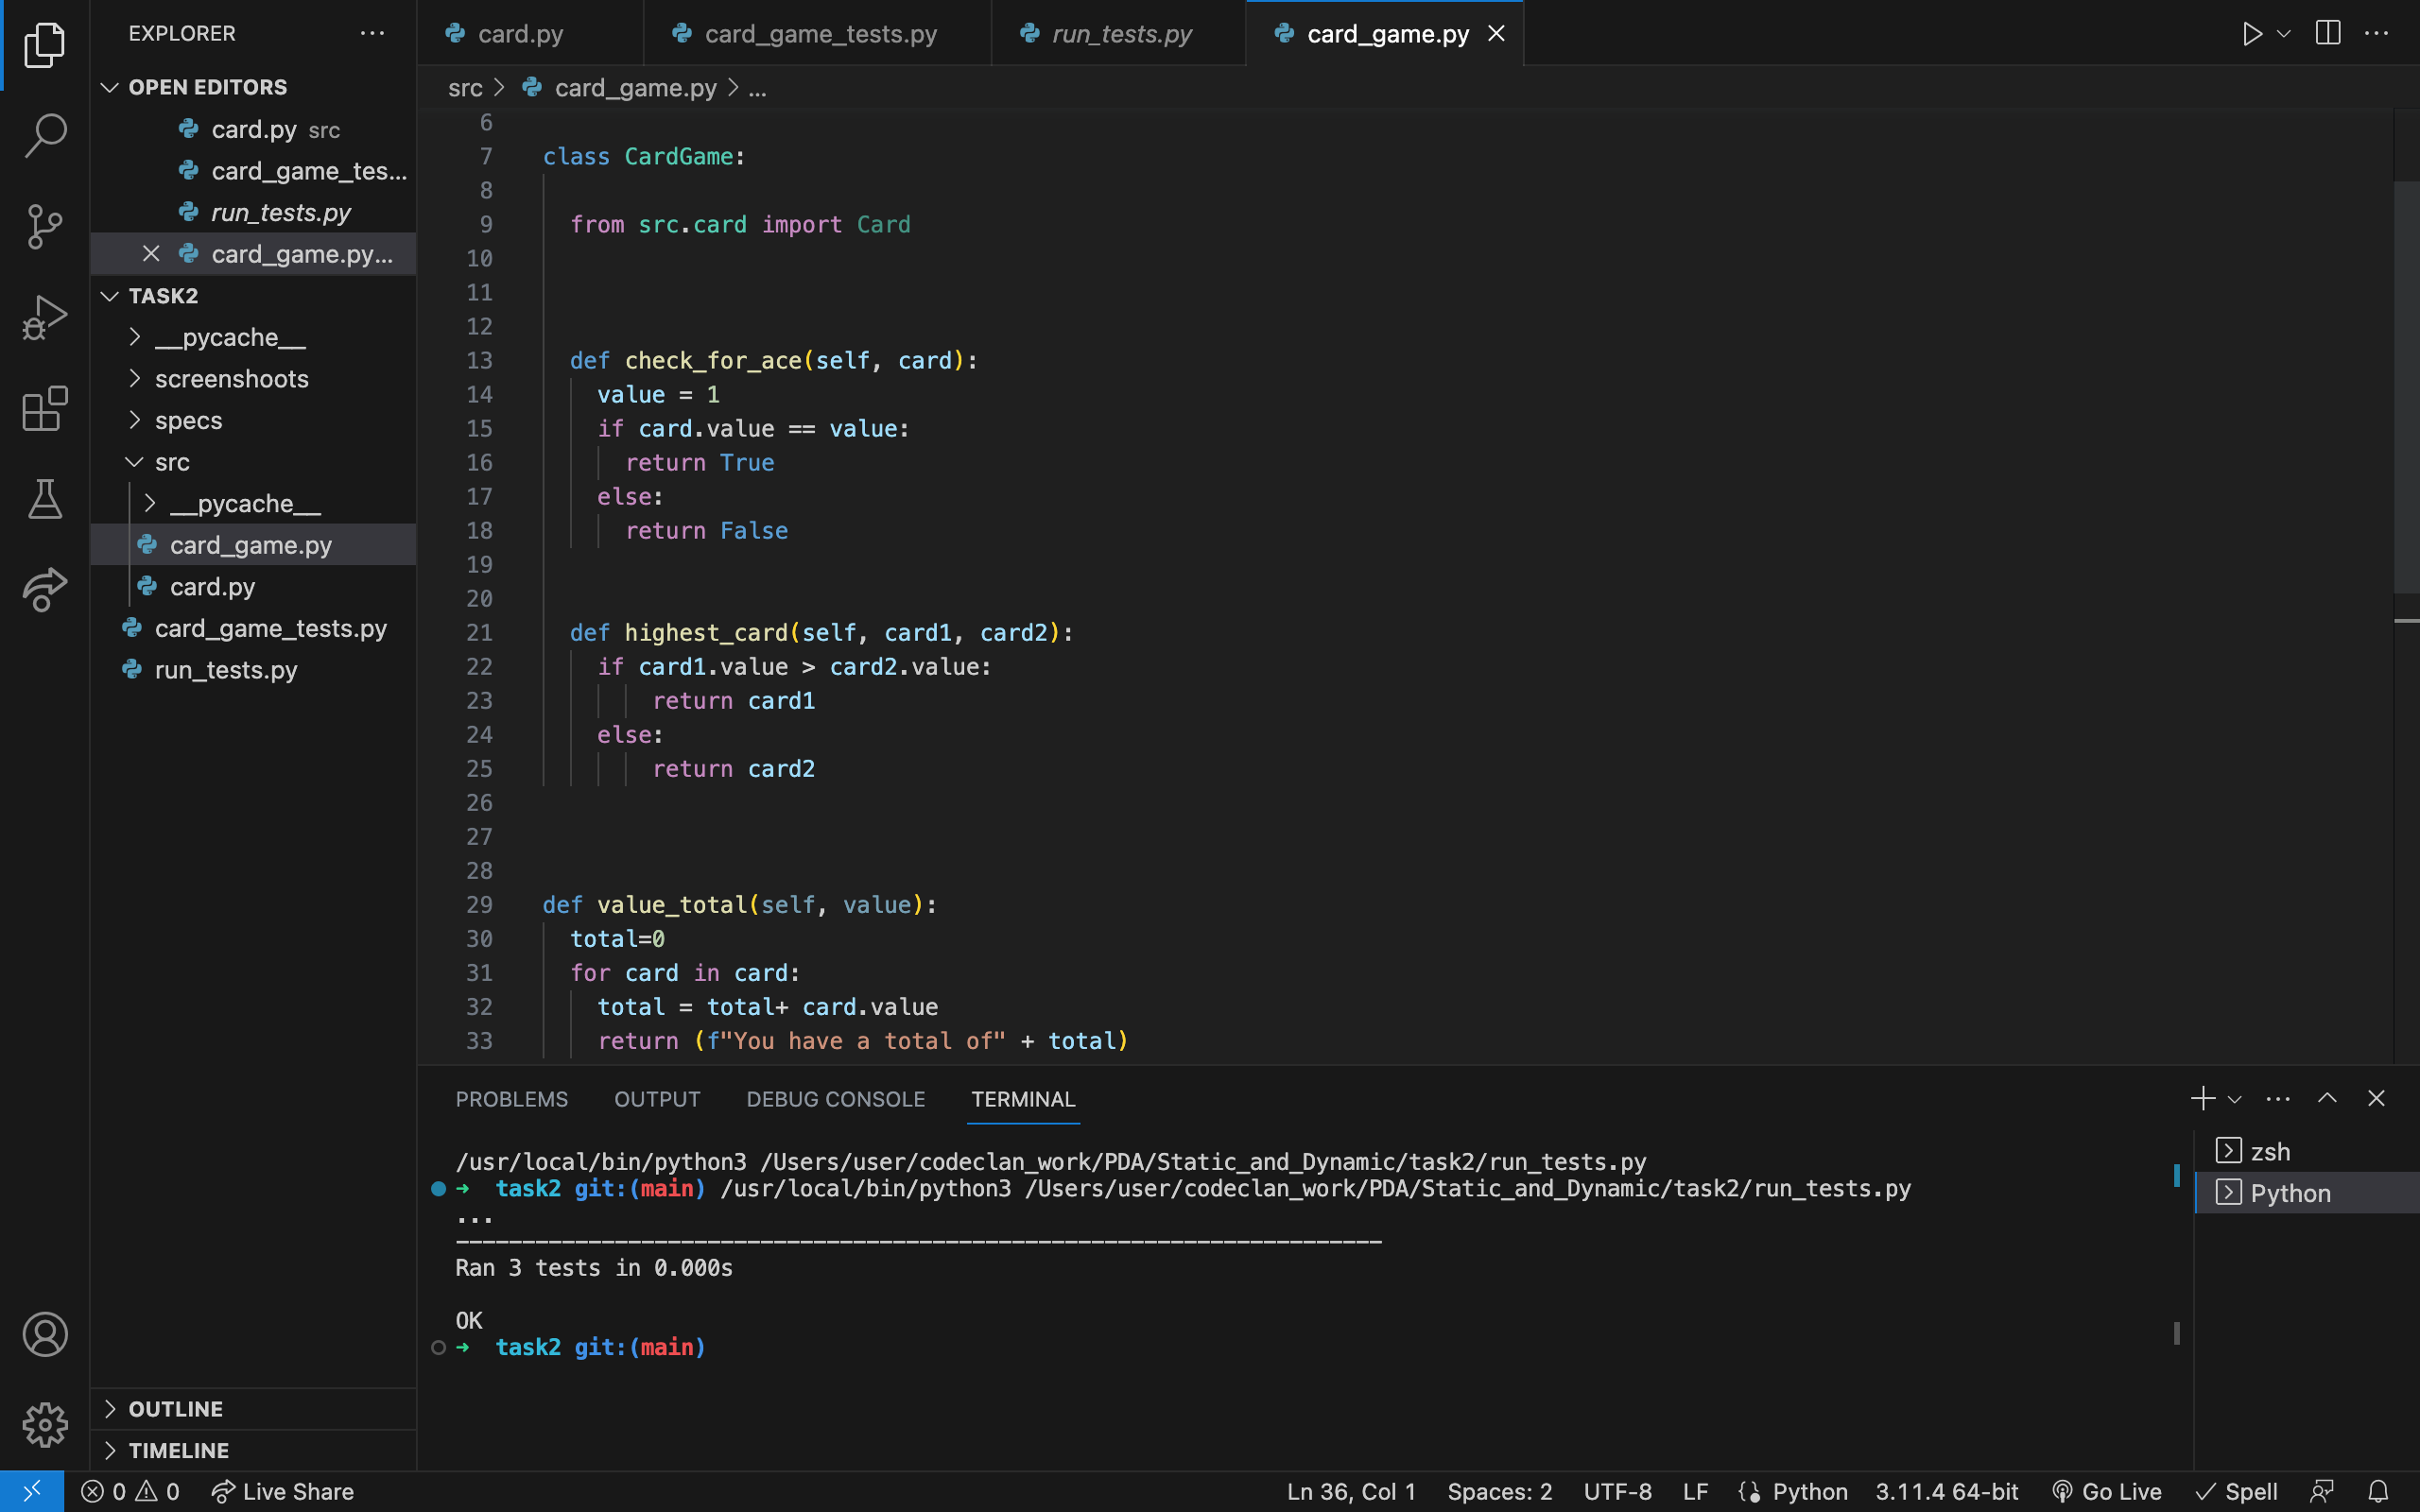 EXPLORER
OPEN EDITORS
card.py src
card_game_tes...
run_tests.py
card_game.py...
TASK2
__pycache__
screenshoots
specs
src
__pycache__
card_game.py
card.py
card_game_tests.py
run_tests.py
OUTLINE
TIMELINE
card.py card_game_tests.py run_tests.py card_game.py
src > card_game.py > ...
6
7 class CardGame:
8
9 from src.card import Card
10
11
12
13 def check_for_ace(self, card):
14 value = 1
15 if card.value == value:
16 return True
17 else:
18 return False
19
20
21 def highest_card(self, card1, card2):
22 if card1.value > card2.value:
23 return card1
24 else:
25 return card2
26
27
28
29 def value_total(self, value):
30 total=0
31 for card in card:
32 total = total+ card.value
33 return (f"You have a total of" + total)
PROBLEMS OUTPUT DEBUG CONSOLE TERMINAL
/usr/local/bin/python3 /Users/user/codeclan_work/PDA/Static_and_Dynamic/task2/run_tests.py
➜ task2 git:(main) /usr/local/bin/python3 /Users/user/codeclan_work/PDA/Static_and_Dynamic/task2/run_tests.py
...
----------------------------------------------------------------------
Ran 3 tests in 0.000s
OK
➜ task2 git:(main)
zsh
Python
0 0 Live Share Ln 36, Col 1 Spaces: 2 UTF-8 LF Python 3.11.4 64-bit Go Live Spell